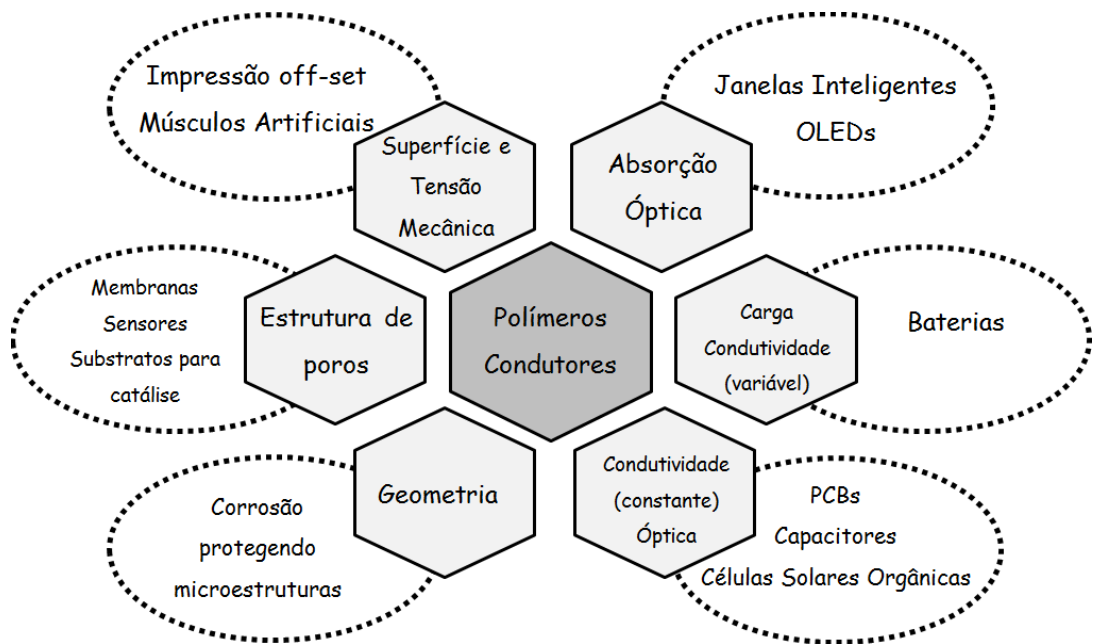 Impressão off-set
Músculos Artificiais
Superfície e
Tensão
Mecânica
Absorção
Óptica
Janelas Inteligentes
OLEDs
Membranas
Sensores
Substratos para
catálise
Estrutura de
poros
Polímeros
Condutores
Carga
Condutividade
(variável)
Baterias
Corrosão
protegendo
microestruturas
Geometria
Condutividade
(constante)
Óptica
PCBs
Capacitores
Células Solares Orgânicas